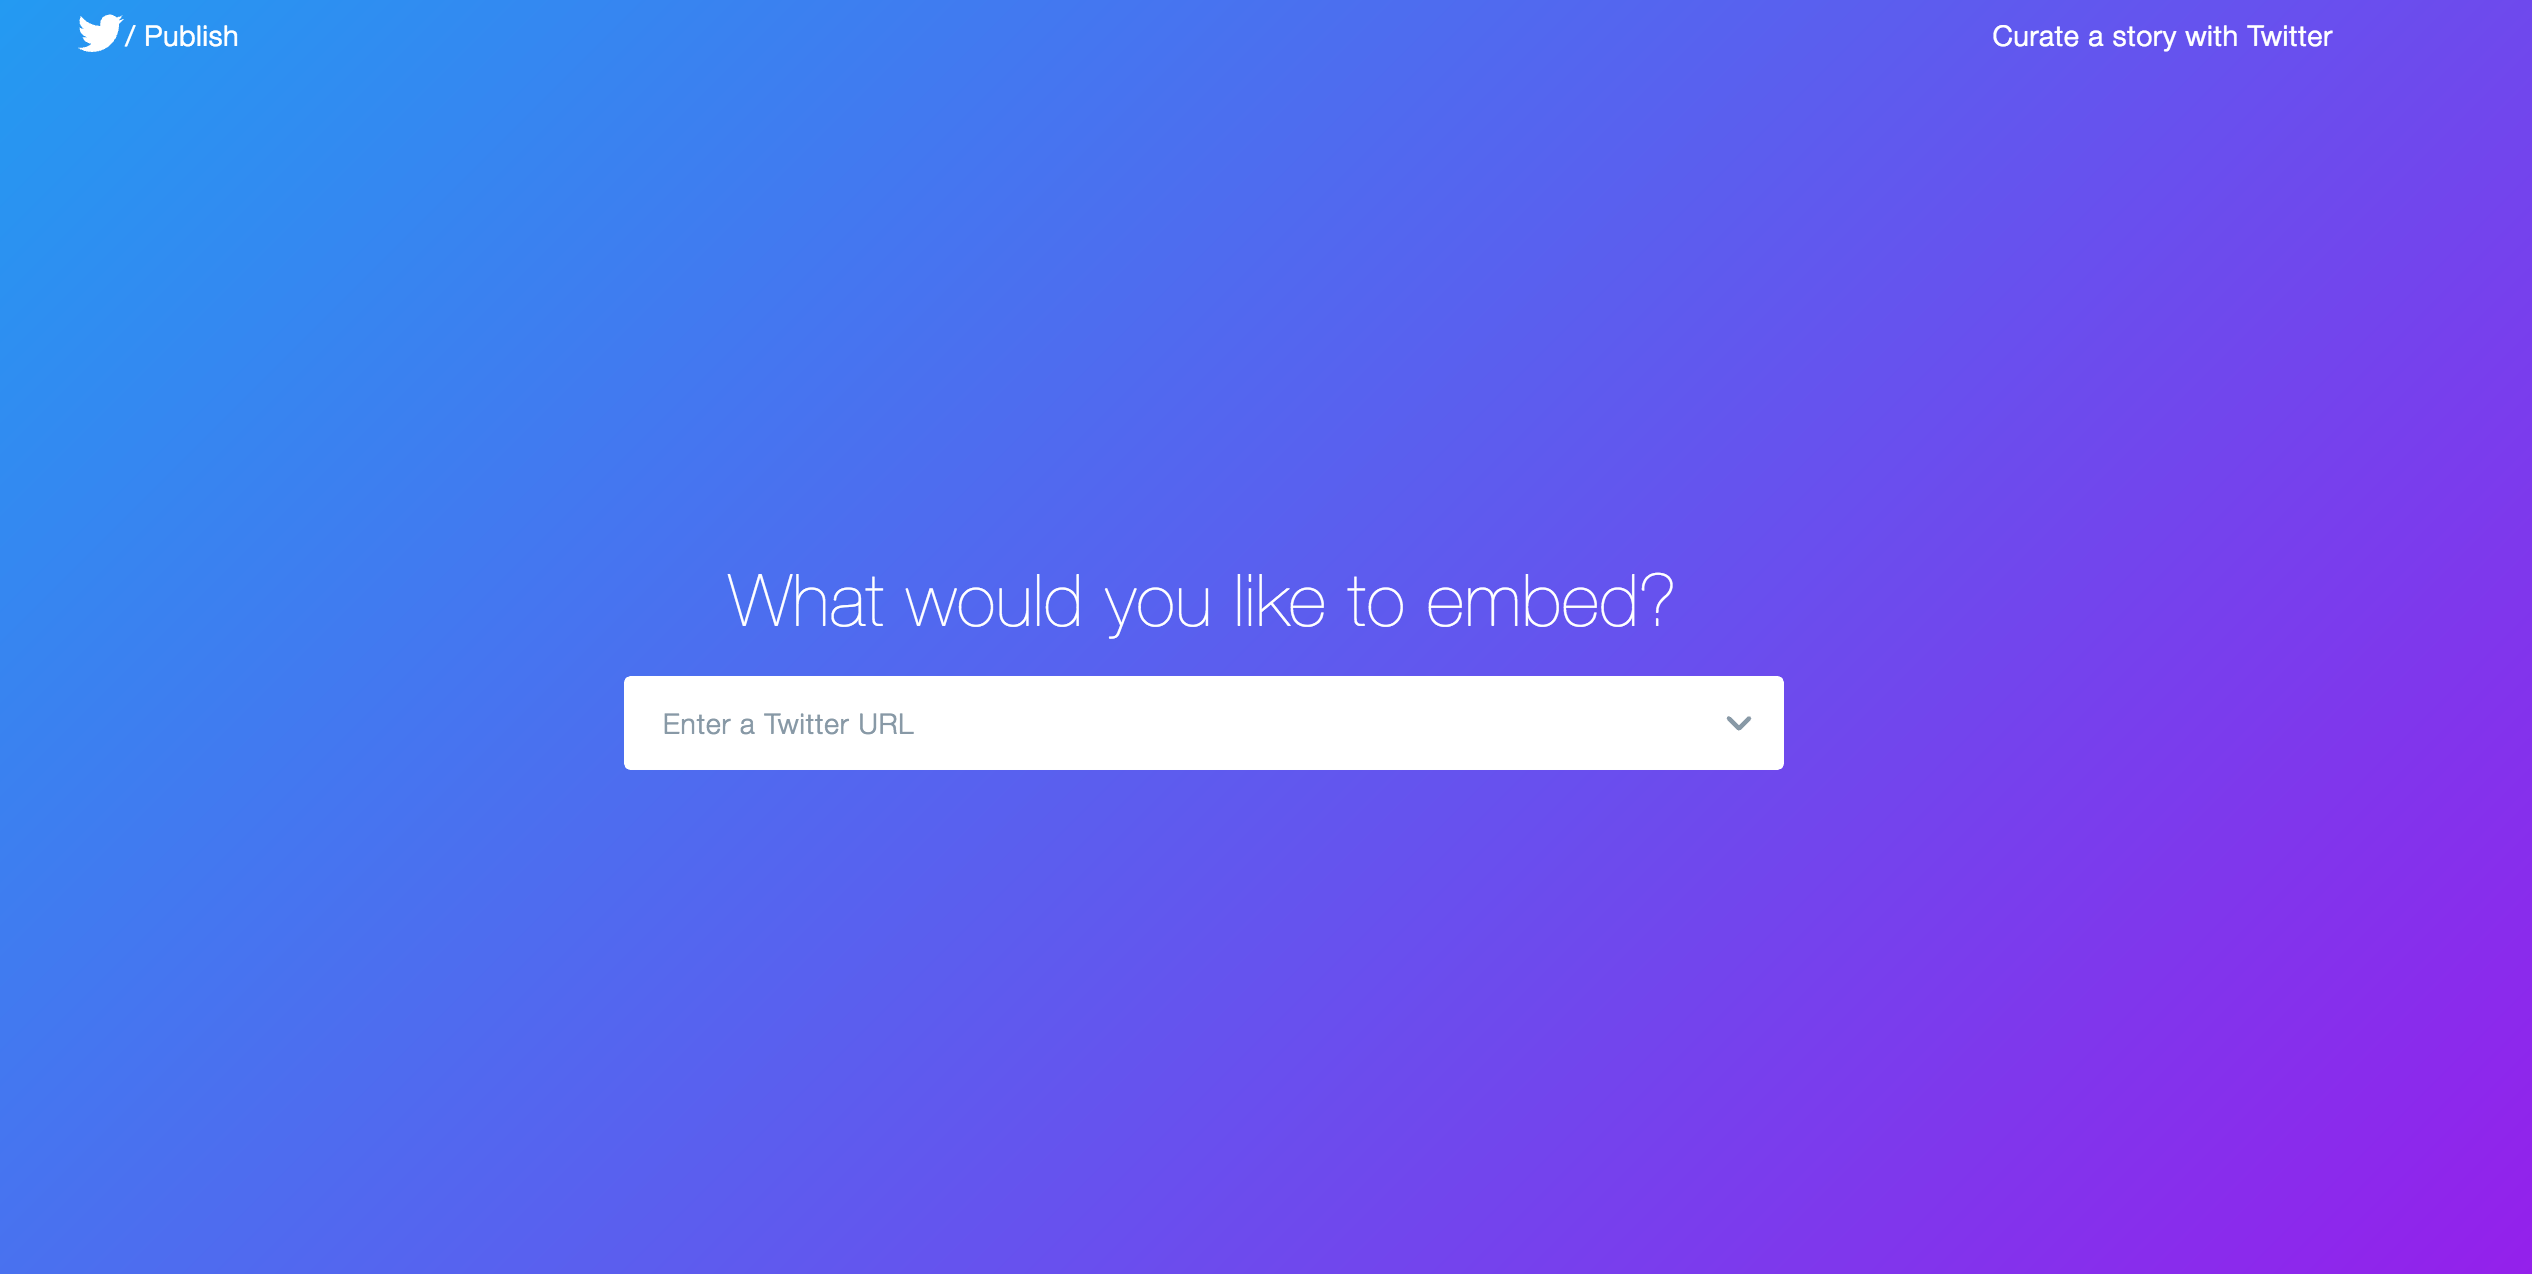 / Publish
Curate a story with Twitter
What would you like to embed?
Enter a Twitter URL